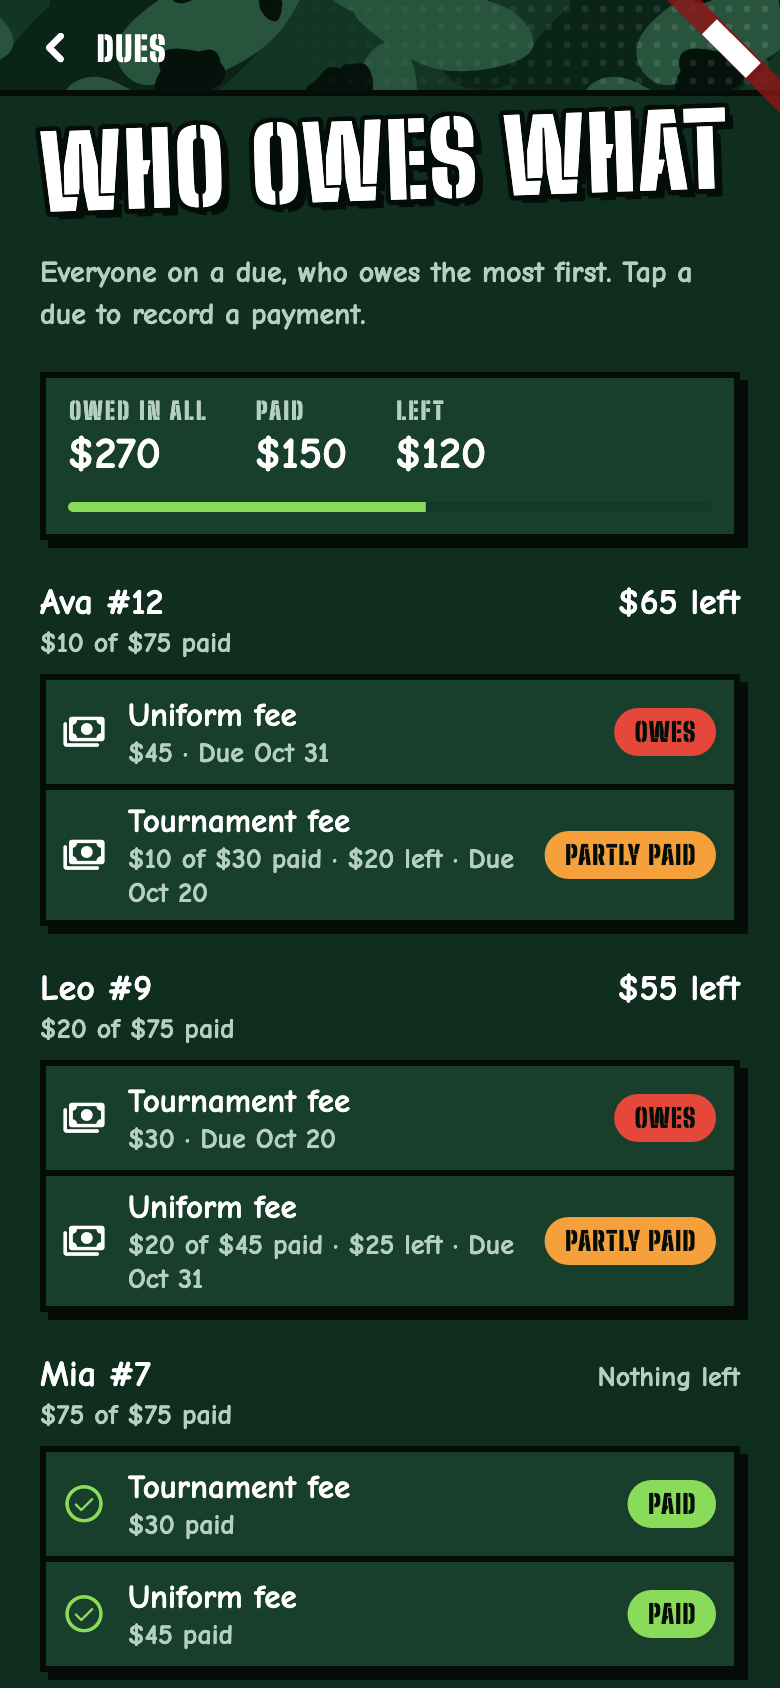 DUES
WHO OWES WHAT
Everyone on a due, who owes the most first. Tap a
due to record a payment.
OWED IN ALL PAID LEFT
$270 $150 $120
Ava #12 $65 left
$10 of $75 paid
Uniform fee
$45 · Due Oct 31
OWES
Tournament fee
$10 of $30 paid · $20 left · Due
Oct 20
PARTLY PAID
Leo #9 $55 left
$20 of $75 paid
Tournament fee
$30 · Due Oct 20
OWES
Uniform fee
$20 of $45 paid · $25 left · Due
Oct 31
PARTLY PAID
Mia #7 Nothing left
$75 of $75 paid
Tournament fee
$30 paid
PAID
Uniform fee
$45 paid
PAID